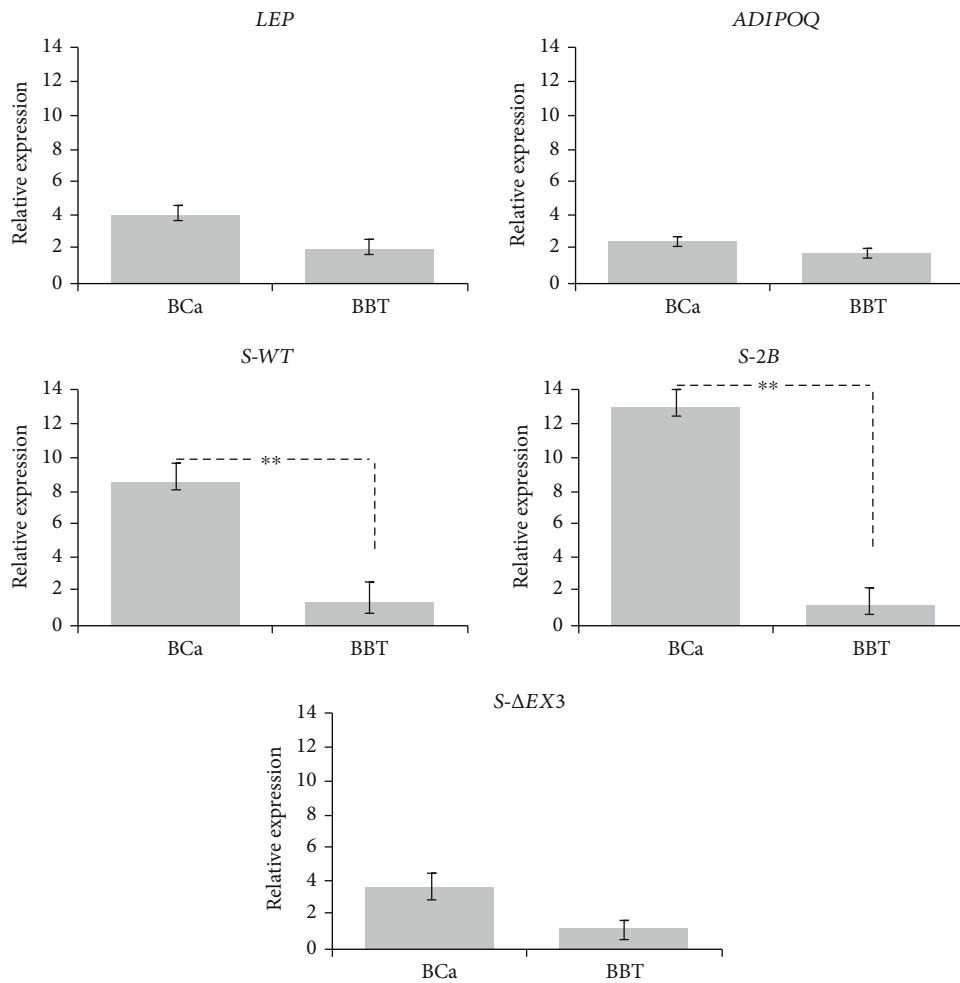 LEP
14
12
10
8
6
4
2
0
Relative expression
BCa
BBT
ADIPOQ
14
12
10
8
6
4
2
0
Relative expression
BCa
BBT
S-WT
14
12
10
8
6
4
2
0
Relative expression
**
BCa
BBT
S-2B
14
12
10
8
6
4
2
0
Relative expression
**
BCa
BBT
S-ΔEX3
14
12
10
8
6
4
2
0
Relative expression
BCa
BBT